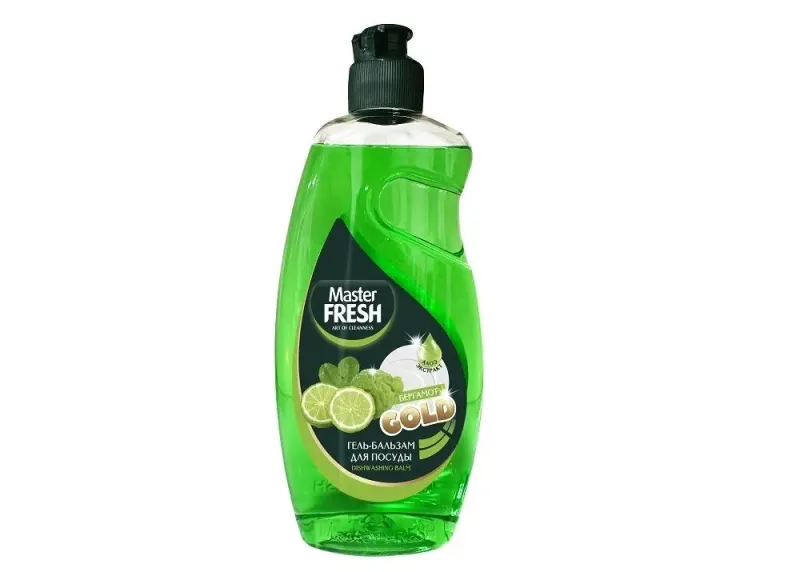 Master
FRESH
ART OF CLEANNESS
АЛОЭ
ЭКСТРАКТ
БЕРГАМОТ
GOLD
ГЕЛЬ-БАЛЬЗАМ
ДЛЯ ПОСУДЫ
DISHWASHING BALM